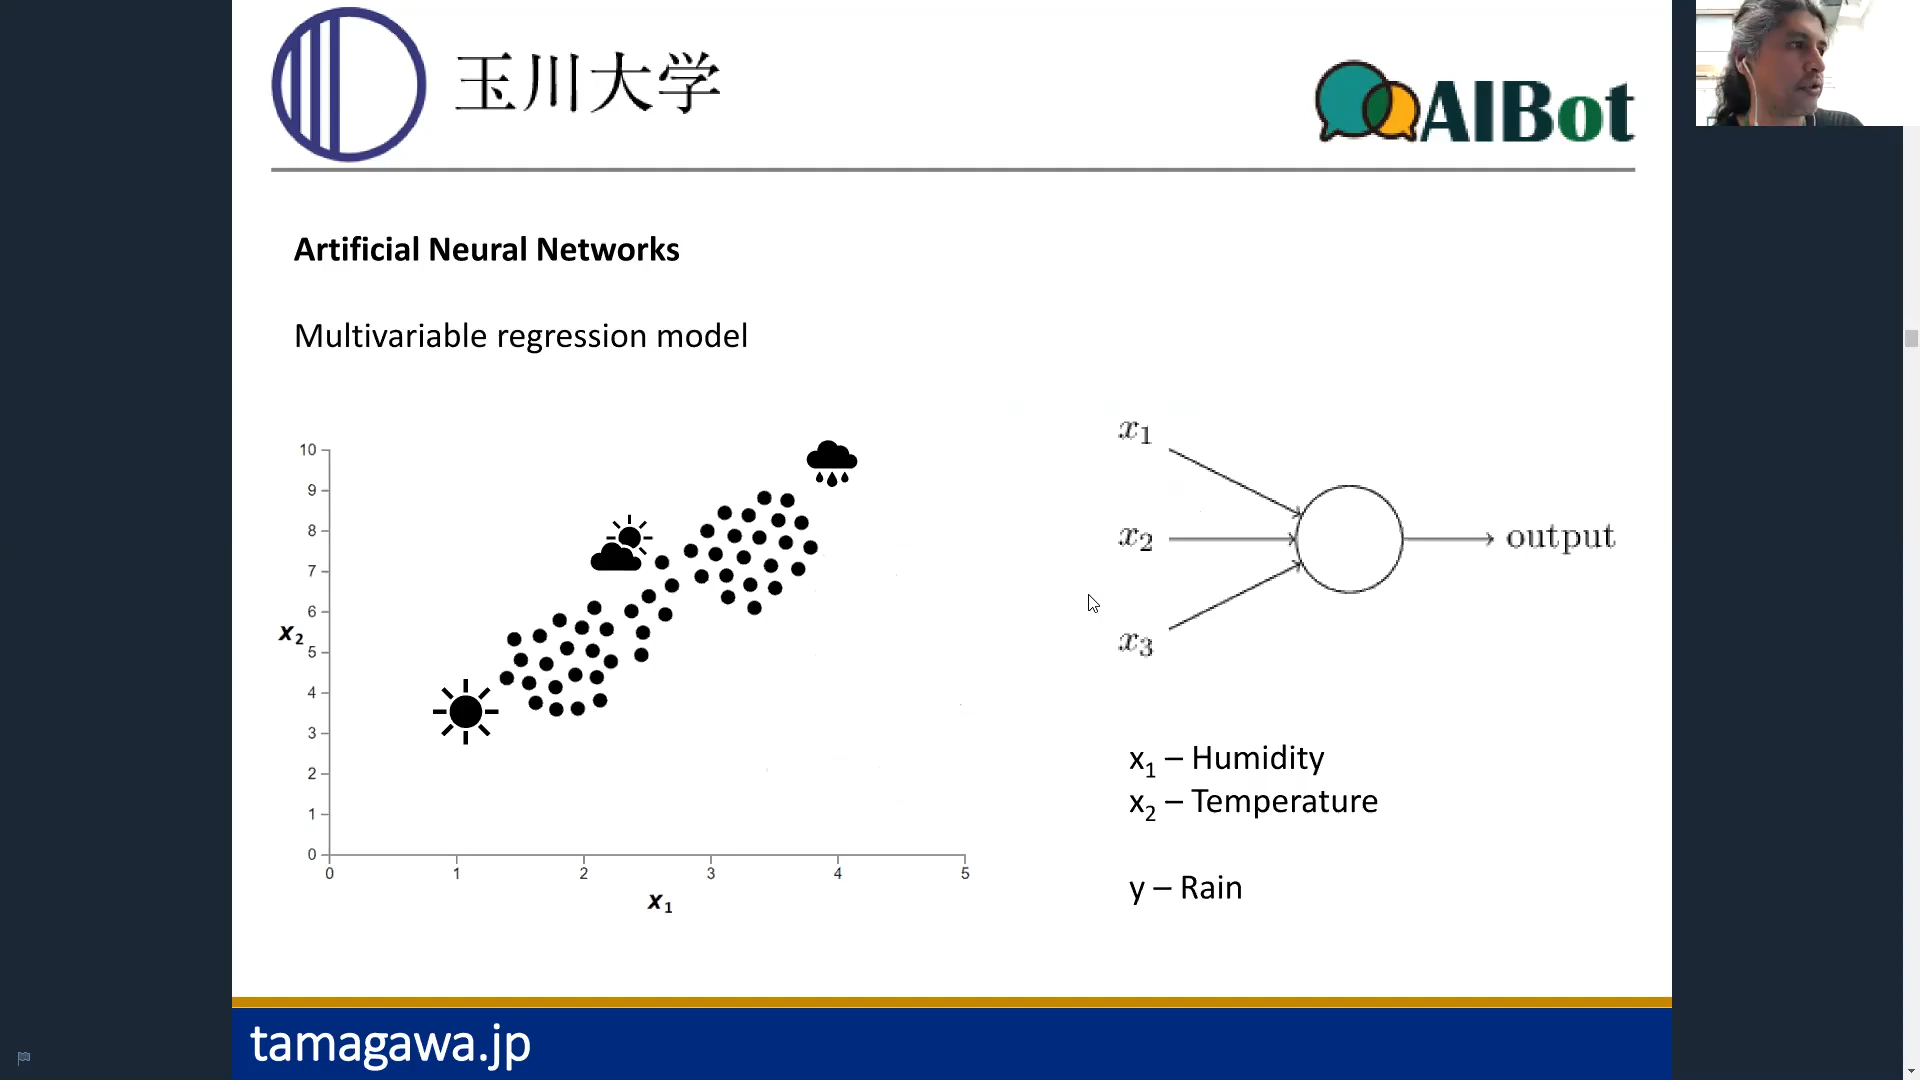 玉川大学
AIBot
Artificial Neural Networks
Multivariable regression model
10
9
8
7
6
5
4
3
2
1
0
x2
0 1 2 3 4 5
x1
x1
x2
x3
output
x1 – Humidity
x2 – Temperature
y – Rain
tamagawa.jp